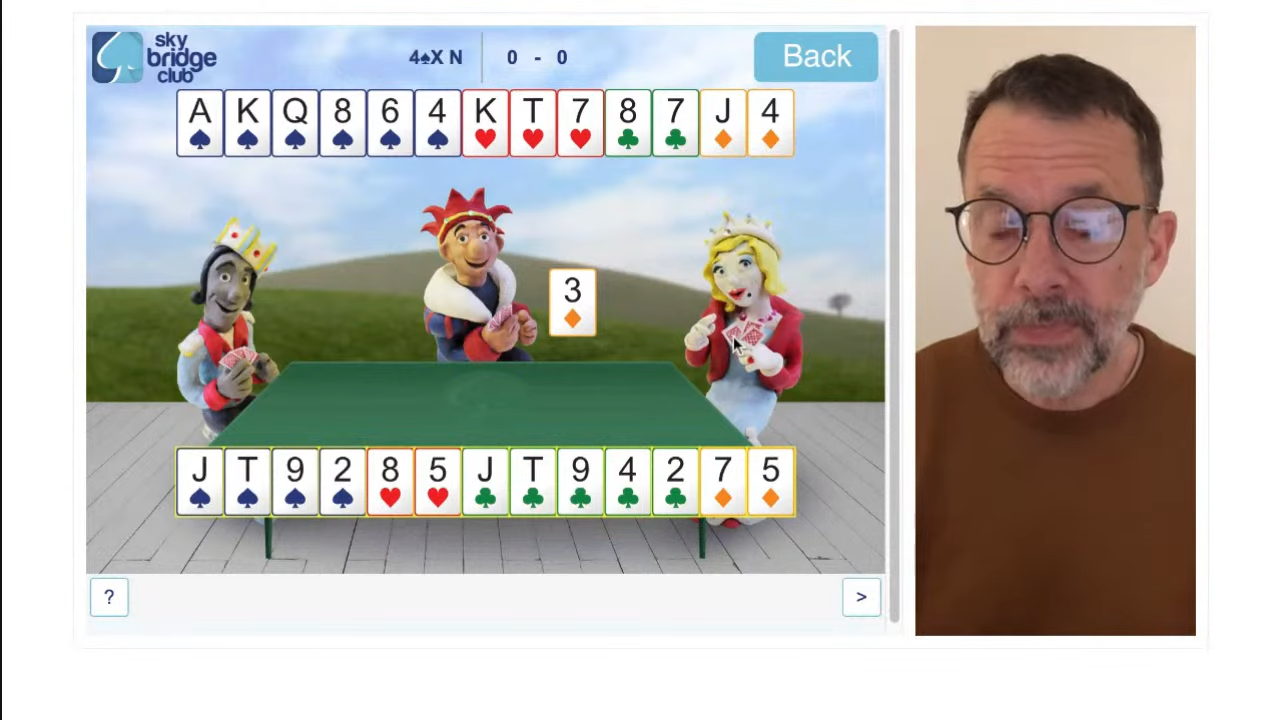 sky
bridge
club
4♠X N
0 - 0
Back
A K Q 8 6 4 K T 7 8 7 J 4
3
J T 9 2 8 5 J T 9 4 2 7 5
?
>